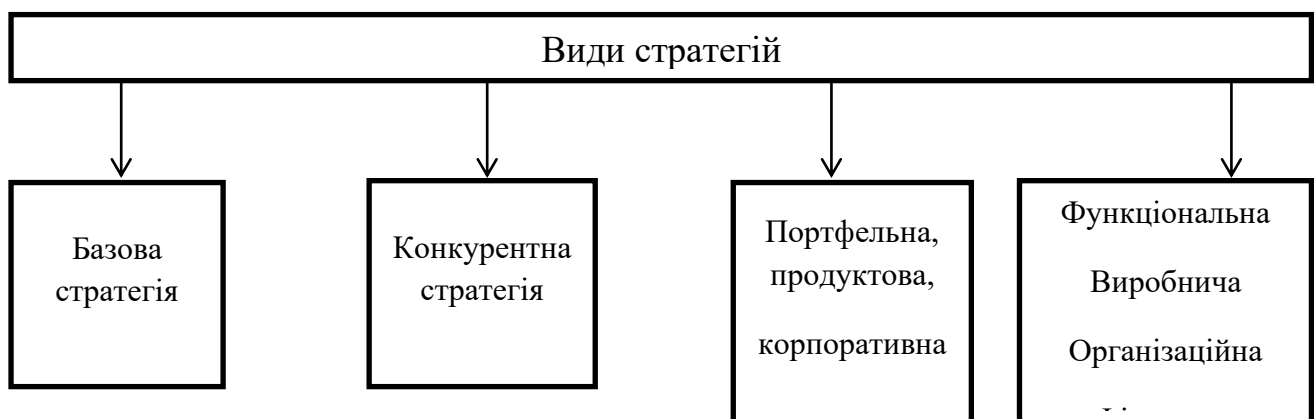 Види стратегій
Базова
стратегія
Конкурентна
стратегія
Портфельна,
продуктова,
корпоративна
Функціональна
Виробнича
Організаційна